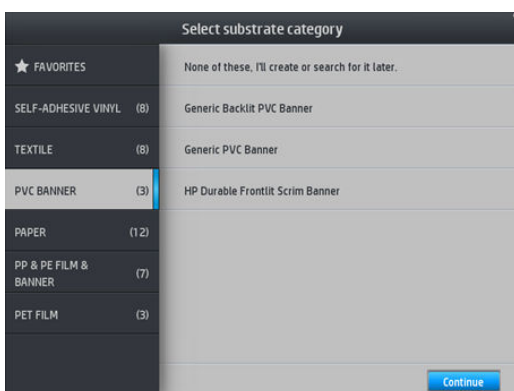 Select substrate category
FAVORITES
None of these, I'll create or search for it later.
SELF-ADHESIVE VINYL (8)
Generic Backlit PVC Banner
TEXTILE (8)
Generic PVC Banner
PVC BANNER (3)
HP Durable Frontlit Scrim Banner
PAPER (12)
PP & PE FILM &
BANNER (7)
PET FILM (3)
Continue